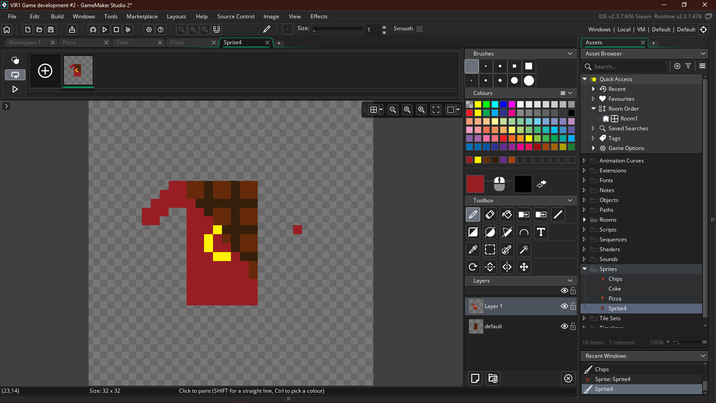 VIR1 Game development #2 - GameMaker Studio 2*
File Edit Build Windows Tools Marketplace Layouts Help Source Control Image View Effects
IDE v2.3.7.606 Steam Runtime v2.3.7.476
Size: 1 Smooth
Windows | Local | VM | Default | Default
Workspace 1 Pizza Coke Chips Sprite4
Brushes
Colours
Toolbox
Layers
Layer 1
default
Assets
Asset Browser
Search...
Quick Access
Recent
Favourites
Room Order
Room1
Saved Searches
Tags
Game Options
Animation Curves
Extensions
Fonts
Notes
Objects
Paths
Rooms
Scripts
Sequences
Shaders
Sounds
Sprites
Chips
Coke
Pizza
Sprite4
Tile Sets
18 items 1 selected 100%
Recent Windows
Chips
Sprite: Sprite4
Sprite4
(23,14) Size: 32 x 32 Click to paint (SHIFT for a straight line, Ctrl to pick a colour)